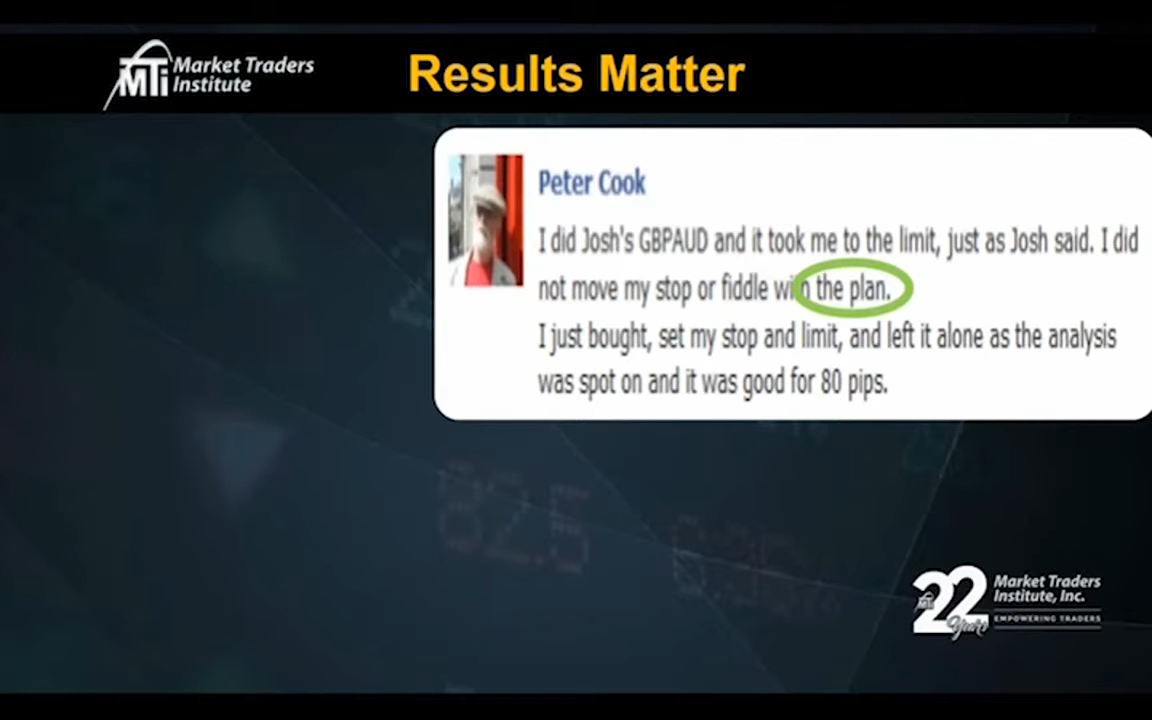 MTi Market Traders
Institute
Results Matter
Peter Cook
I did Josh's GBPAUD and it took me to the limit, just as Josh said. I did
not move my stop or fiddle with the plan.
I just bought, set my stop and limit, and left it alone as the analysis
was spot on and it was good for 80 pips.
82.5
22 Years
Market Traders
Institute, Inc.
EMPOWERING TRADERS